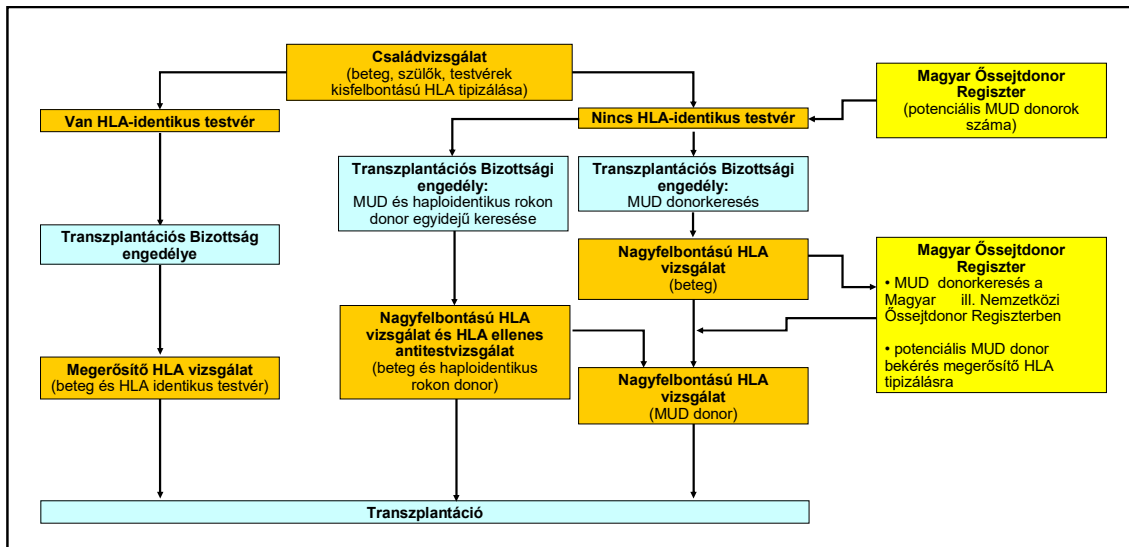 Családvizsgálat
(beteg, szülők, testvérek
kisfelbontású HLA tipizálása)
Magyar Őssejtdonor
Regiszter
(potenciális MUD donorok
száma)
Van HLA-identikus testvér
Nincs HLA-identikus testvér
Transzplantációs Bizottsági
engedély:
MUD és haploidentikus rokon
donor egyidejű keresése
Transzplantációs Bizottsági
engedély:
MUD donorkeresés
Transzplantációs Bizottság
engedélye
Nagyfelbontású HLA
vizsgálat
(beteg)
Magyar Őssejtdonor
Regiszter
• MUD donorkeresés a
Magyar ill. Nemzetközi
Őssejtdonor Regiszterben
• potenciális MUD donor
bekérés megerősítő HLA
tipizálásra
Nagyfelbontású HLA
vizsgálat és HLA ellenes
antitestvizsgálat
(beteg és haploidentikus
rokon donor)
Megerősítő HLA vizsgálat
(beteg és HLA identikus testvér)
Nagyfelbontású HLA
vizsgálat
(MUD donor)
Transzplantáció